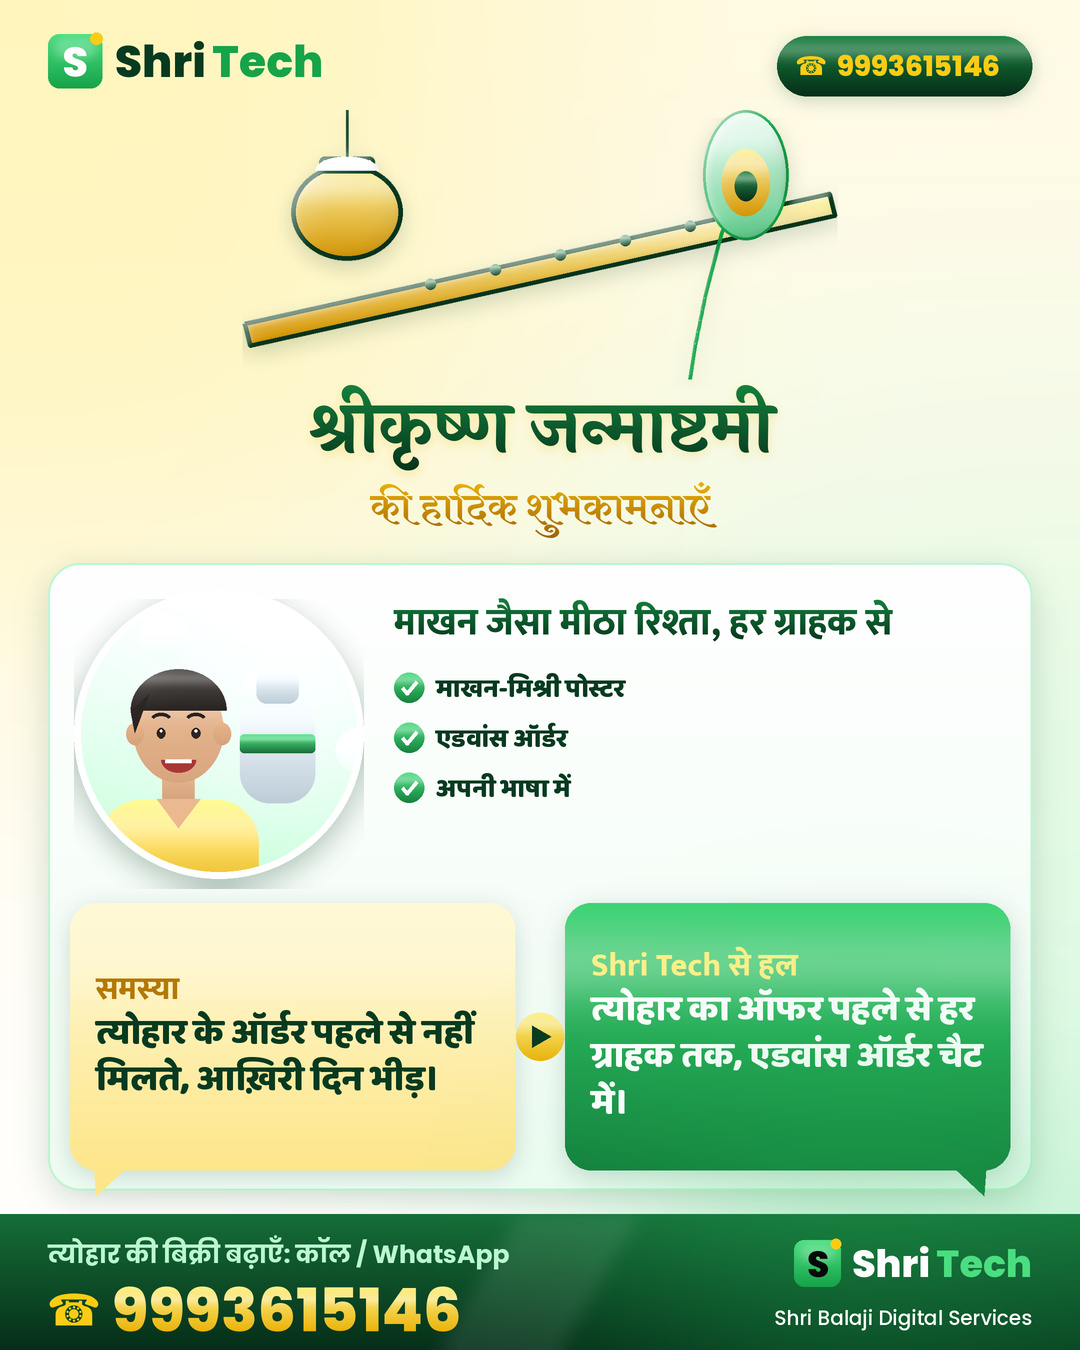 S Shri Tech
☎ 9993615146
श्रीकृष्ण जन्माष्टमी
की हार्दिक शुभकामनाएँ
माखन जैसा मीठा रिश्ता, हर ग्राहक से
माखन-मिश्री पोस्टर
एडवांस ऑर्डर
अपनी भाषा में
समस्या
त्योहार के ऑर्डर पहले से नहीं
मिलते, आख़िरी दिन भीड़।
Shri Tech से हल
त्योहार का ऑफर पहले से हर
ग्राहक तक, एडवांस ऑर्डर चैट
में।
त्योहार की बिक्री बढ़ाएँ: कॉल / WhatsApp
☎ 9993615146
S Shri Tech
Shri Balaji Digital Services